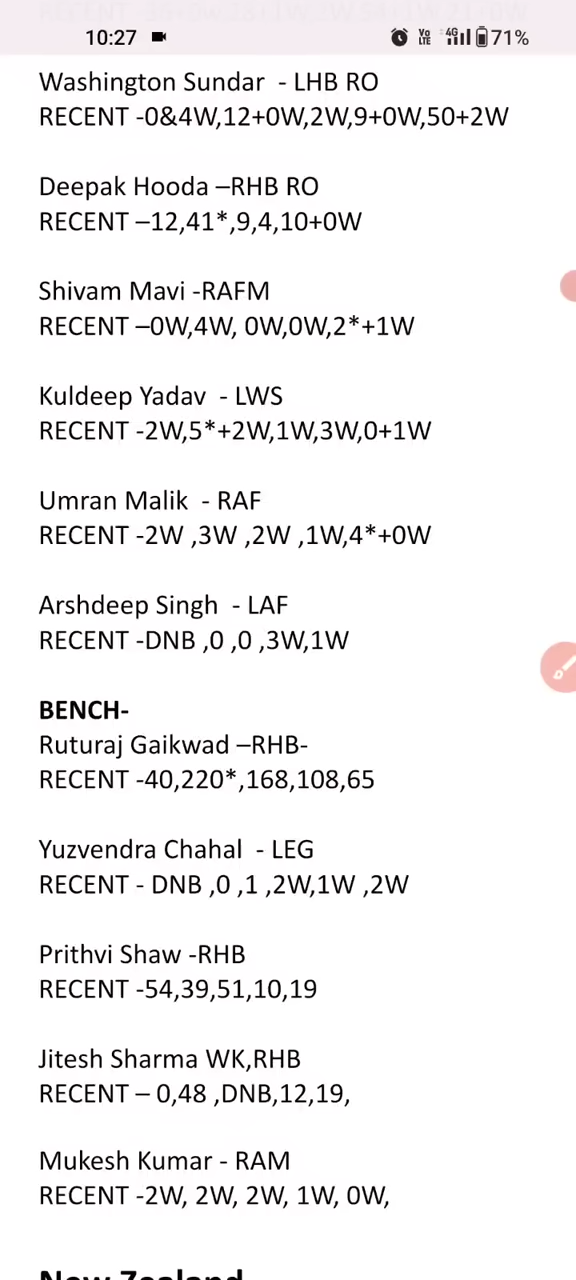 10:27 Vo LTE 4G 71%
Washington Sundar - LHB RO
RECENT -0&4W,12+0W,2W,9+0W,50+2W
Deepak Hooda –RHB RO
RECENT –12,41*,9,4,10+0W
Shivam Mavi -RAFM
RECENT –0W,4W, 0W,0W,2*+1W
Kuldeep Yadav - LWS
RECENT -2W,5*+2W,1W,3W,0+1W
Umran Malik - RAF
RECENT -2W ,3W ,2W ,1W,4*+0W
Arshdeep Singh - LAF
RECENT -DNB ,0 ,0 ,3W,1W
BENCH-
Ruturaj Gaikwad –RHB-
RECENT -40,220*,168,108,65
Yuzvendra Chahal - LEG
RECENT - DNB ,0 ,1 ,2W,1W ,2W
Prithvi Shaw -RHB
RECENT -54,39,51,10,19
Jitesh Sharma WK,RHB
RECENT – 0,48 ,DNB,12,19,
Mukesh Kumar - RAM
RECENT -2W, 2W, 2W, 1W, 0W,
New Zealand